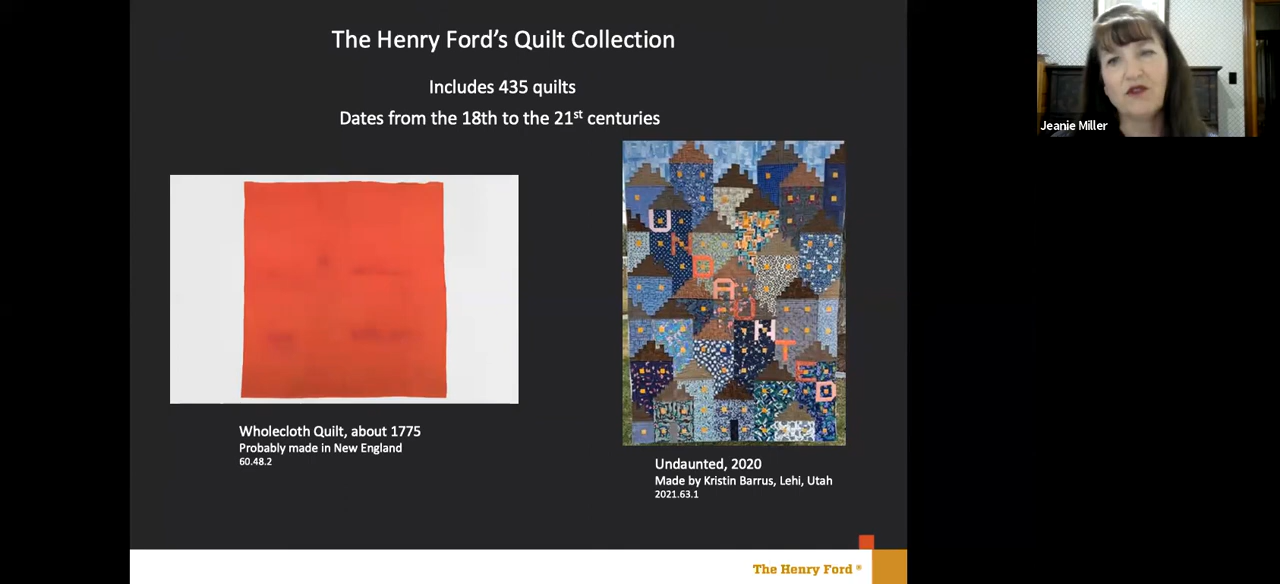 The Henry Ford's Quilt Collection
Includes 435 quilts
Dates from the 18th to the 21st centuries
UNDAUNTED
Wholecloth Quilt, about 1775
Probably made in New England
60.48.2
Undaunted, 2020
Made by Kristin Barrus, Lehi, Utah
2021.63.1
The Henry Ford®
Jeanie Miller